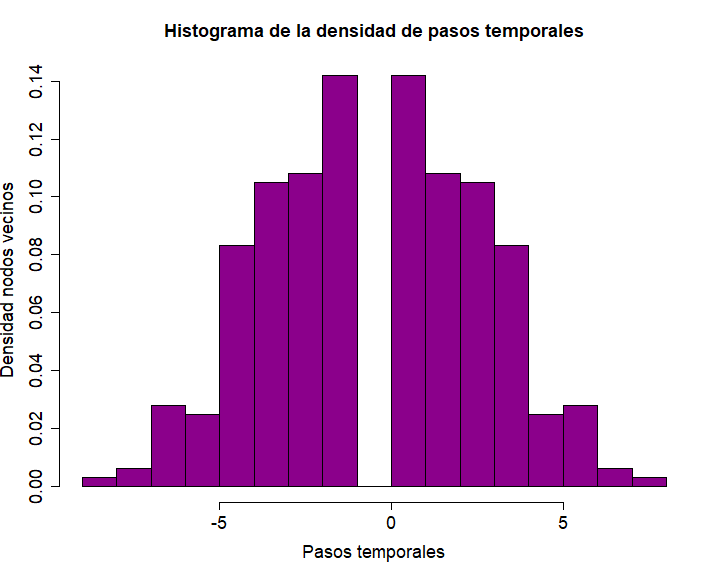 Histograma de la densidad de pasos temporales
Densidad nodos vecinos
0.14
0.12
0.10
0.08
0.06
0.04
0.02
0.00
-5 0 5
Pasos temporales